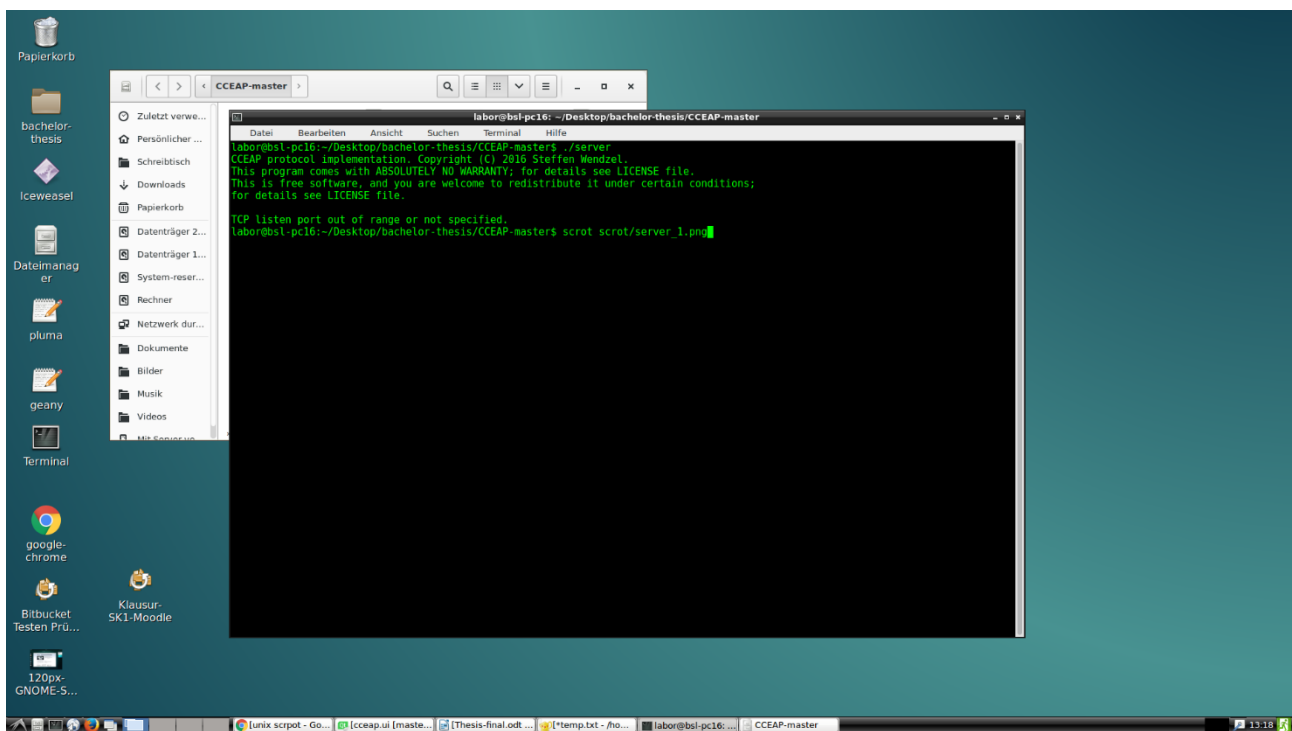 Papierkorb
bachelor-
thesis
Iceweasel
Dateimanag
er
pluma
geany
Terminal
google-
chrome
Bitbucket
Testen Prü...
Klausur-
SK1-Moodle
120px-
GNOME-S...
CCEAP-master
Zuletzt verwe...
Persönlicher ...
Schreibtisch
Downloads
Papierkorb
Datenträger 2...
Datenträger 1...
System-reser...
Rechner
Netzwerk dur...
Dokumente
Bilder
Musik
Videos
labor@bsl-pc16: ~/Desktop/bachelor-thesis/CCEAP-master
Datei Bearbeiten Ansicht Suchen Terminal Hilfe
labor@bsl-pc16:~/Desktop/bachelor-thesis/CCEAP-master$ ./server
CCEAP protocol implementation. Copyright (C) 2016 Steffen Wendzel.
This program comes with ABSOLUTELY NO WARRANTY; for details see LICENSE file.
This is free software, and you are welcome to redistribute it under certain conditions;
for details see LICENSE file.
TCP listen port out of range or not specified.
labor@bsl-pc16:~/Desktop/bachelor-thesis/CCEAP-master$ scrot scrot/server_1.png
[unix scrpot - Go... [cceap.ui [maste... [Thesis-final.odt ... [*temp.txt - /ho... labor@bsl-pc16: ... CCEAP-master 13:18